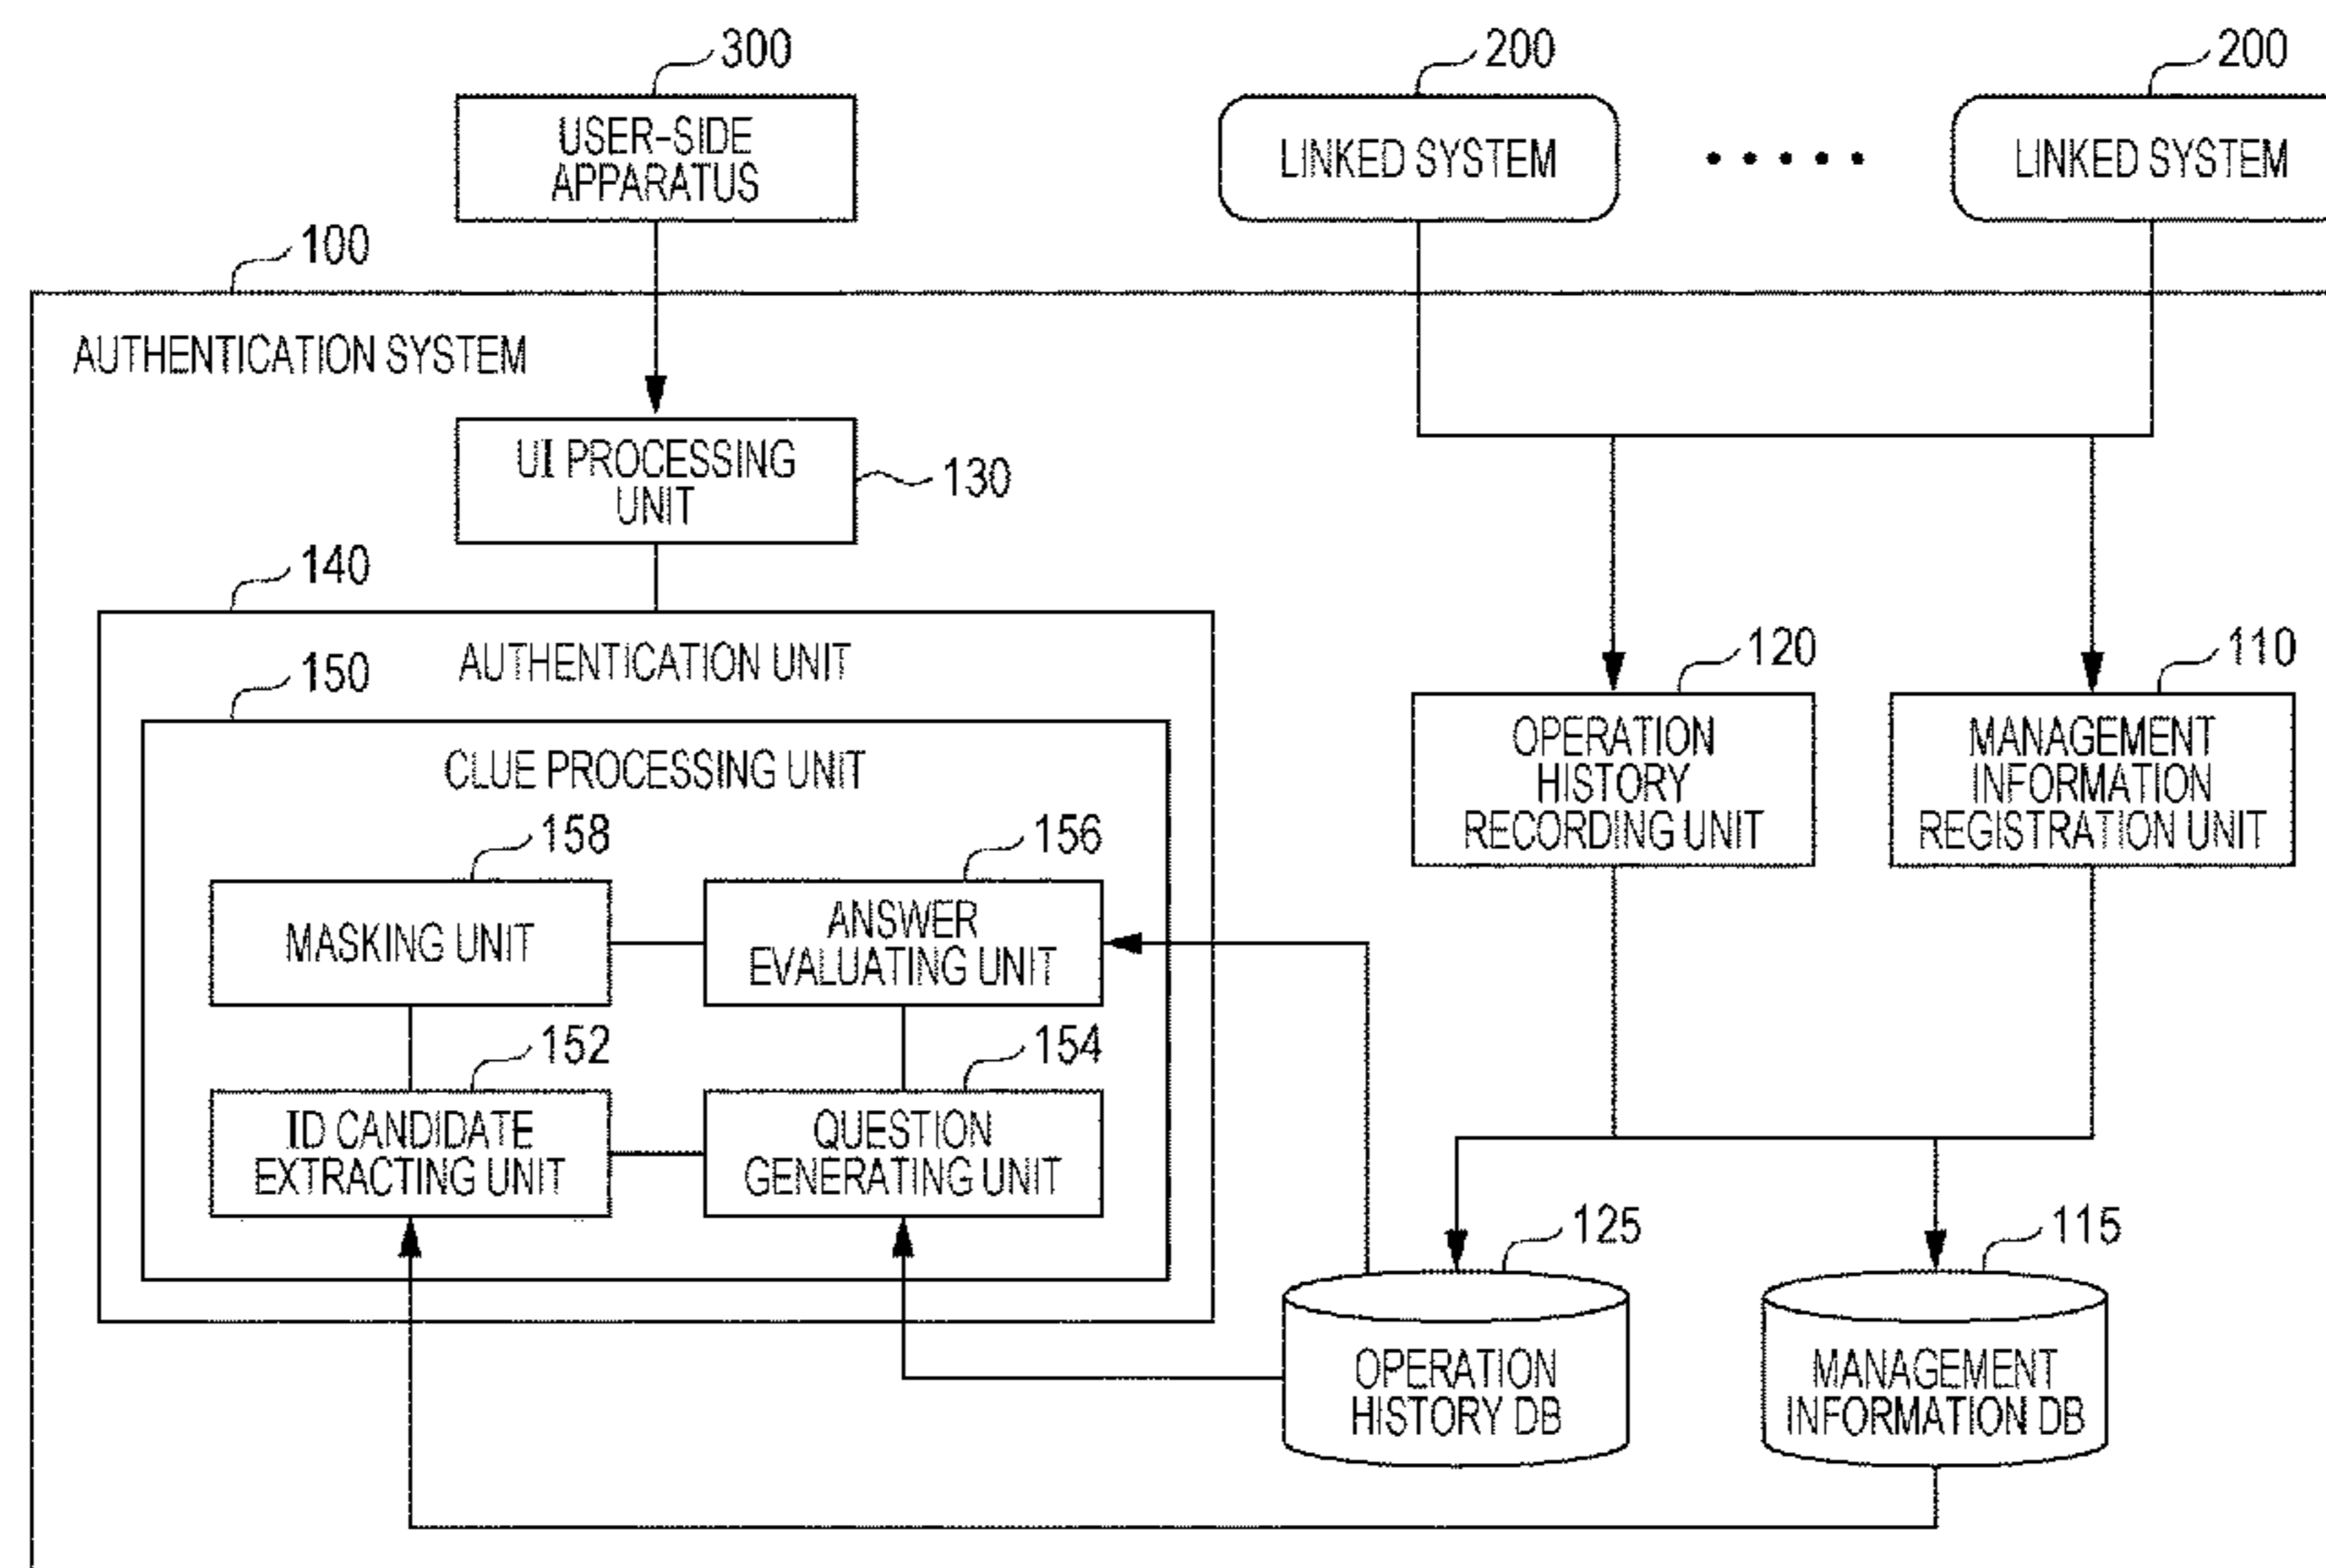 300
200
200
USER-SIDE
APPARATUS
LINKED SYSTEM
LINKED SYSTEM
100
AUTHENTICATION SYSTEM
UI PROCESSING
UNIT
130
140
AUTHENTICATION UNIT
150
CLUE PROCESSING UNIT
120
110
OPERATION
HISTORY
RECORDING UNIT
MANAGEMENT
INFORMATION
REGISTRATION UNIT
158
156
MASKING UNIT
ANSWER
EVALUATING UNIT
152
154
ID CANDIDATE
EXTRACTING UNIT
QUESTION
GENERATING UNIT
125
115
OPERATION
HISTORY DB
MANAGEMENT
INFORMATION DB